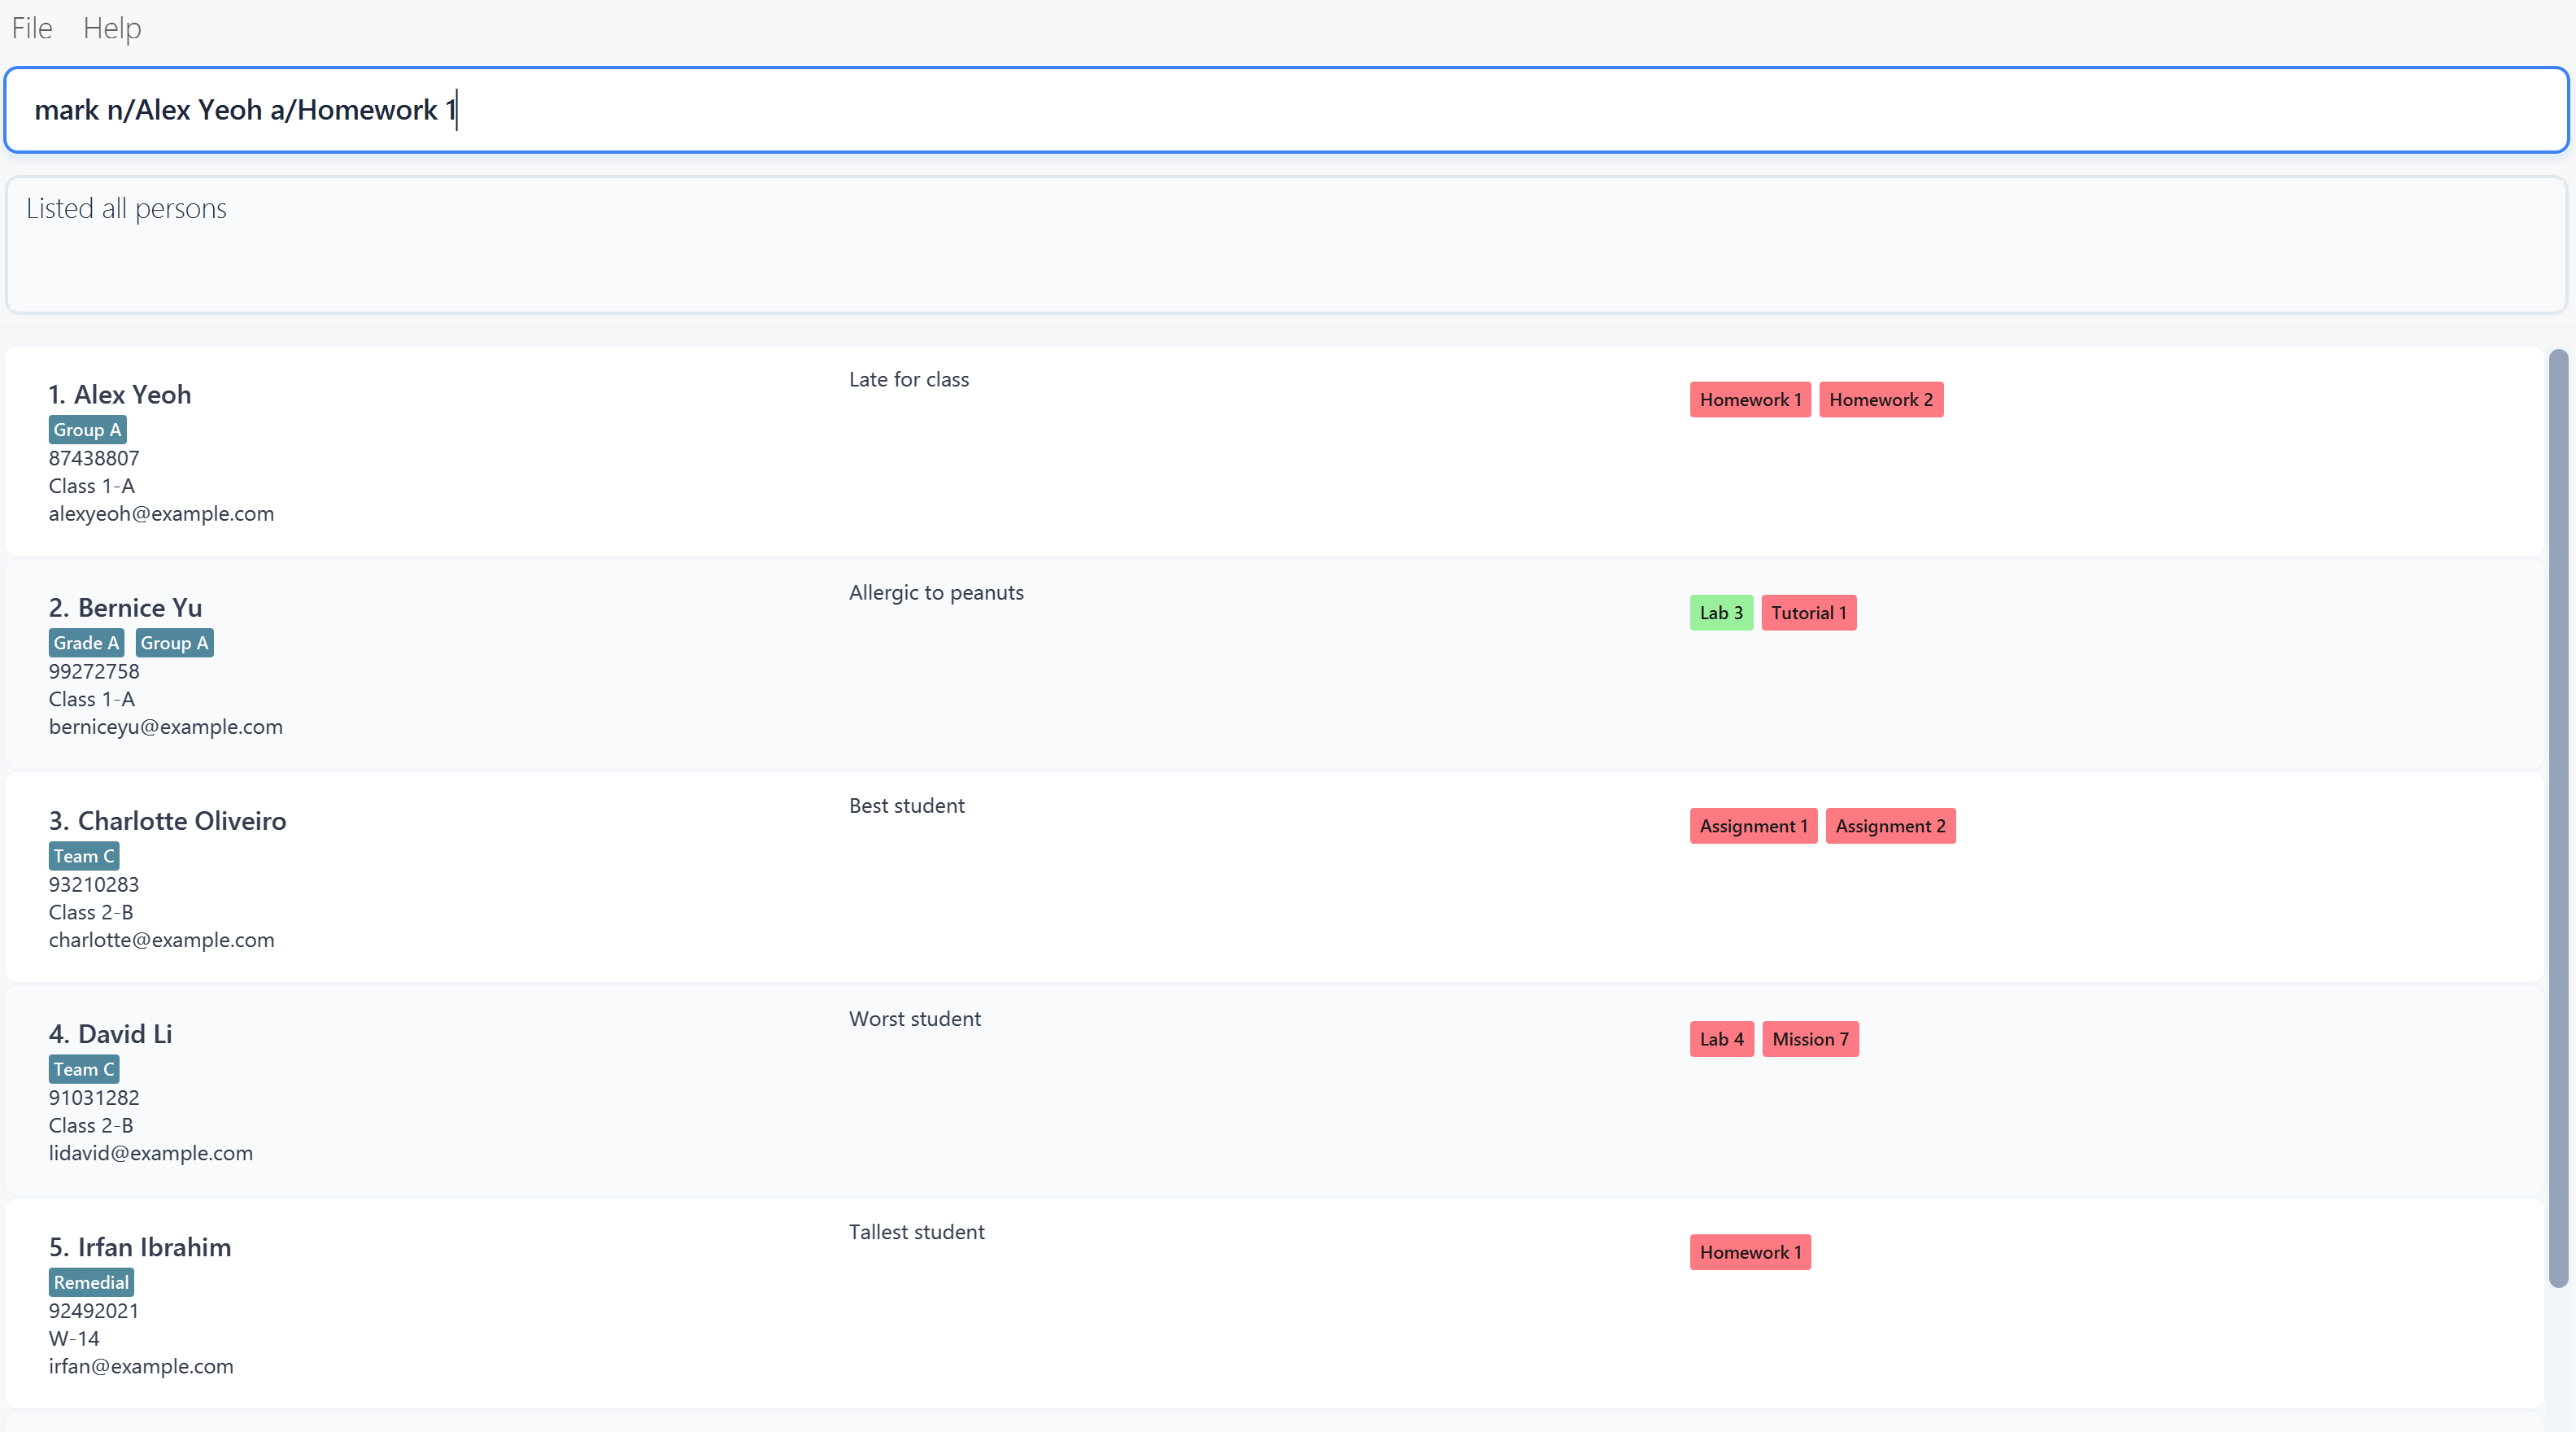 File Help
mark n/Alex Yeoh a/Homework 1
Listed all persons
1. Alex Yeoh
Group A
87438807
Class 1-A
alexyeoh@example.com
Late for class
Homework 1 Homework 2
2. Bernice Yu
Grade A Group A
99272758
Class 1-A
berniceyu@example.com
Allergic to peanuts
Lab 3 Tutorial 1
3. Charlotte Oliveiro
Team C
93210283
Class 2-B
charlotte@example.com
Best student
Assignment 1 Assignment 2
4. David Li
Team C
91031282
Class 2-B
lidavid@example.com
Worst student
Lab 4 Mission 7
5. Irfan Ibrahim
Remedial
92492021
W-14
irfan@example.com
Tallest student
Homework 1